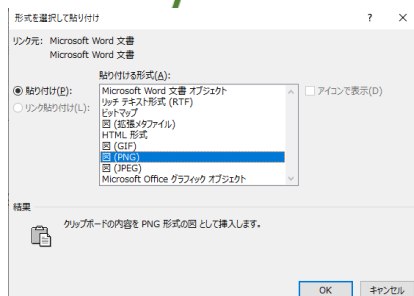 形式を選択して貼り付け ? ×
リンク元: Microsoft Word 文書
Microsoft Word 文書
貼り付ける形式(A):
貼り付け(P):
リンク貼り付け(L):
Microsoft Word 文書 オブジェクト
リッチ テキスト形式 (RTF)
ビットマップ
図 (拡張メタファイル)
HTML 形式
図 (GIF)
図 (PNG)
図 (JPEG)
Microsoft Office グラフィック オブジェクト
アイコンで表示(D)
結果
クリップボードの内容を PNG 形式の図 として挿入します。
OK キャンセル